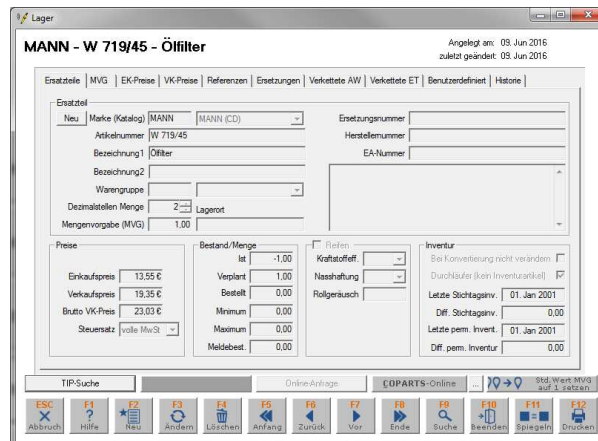 Lager
MANN - W 719/45 - Ölfilter
Angelegt am: 09. Jun 2016
zuletzt geändert: 09. Jun 2016
Ersatzteile MVG EK-Preise VK-Preise Referenzen Ersetzungen Verkettete AW Verkettete ET Benutzerdefiniert Historie
Ersatzteil
Neu Marke (Katalog) MANN MANN (CD) Ersetzungsnummer
Artikelnummer W 719/45 Herstellernummer
Bezeichnung1 Ölfilter EA-Nummer
Bezeichnung2
Warengruppe
Dezimalstellen Menge 2 Lagerort
Mengenvorgabe (MVG) 1,00
Preise Bestand/Menge Reifen Inventur
Ist -1,00 Kraftstoffeff. Bei Konvertierung nicht verändern
Einkaufspreis 13,55 € Verplant 1,00 Nasshaftung Durchläufer (kein Inventurartikel)
Verkaufspreis 19,35 € Bestellt 0,00 Rollgeräusch Letzte Stichtagsinv. 01. Jan 2001
Brutto VK-Preis 23,03 € Minimum 0,00 Diff. Stichtagsinv. 0,00
Steuersatz volle MwSt Maximum 0,00 Letzte perm. Invent. 01. Jan 2001
Meldebest. 0,00 Diff. perm. Inventur 0,00
TIP-Suche Online-Anfrage COPARTS-Online ... Std. Wert MVG auf 1 setzen
ESC F1 F2 F3 F4 F5 F6 F7 F8 F9 F10 F11 F12
Abbruch Hilfe Neu Ändern Löschen Anfang Zurück Vor Ende Suche Beenden Spiegeln Drucken